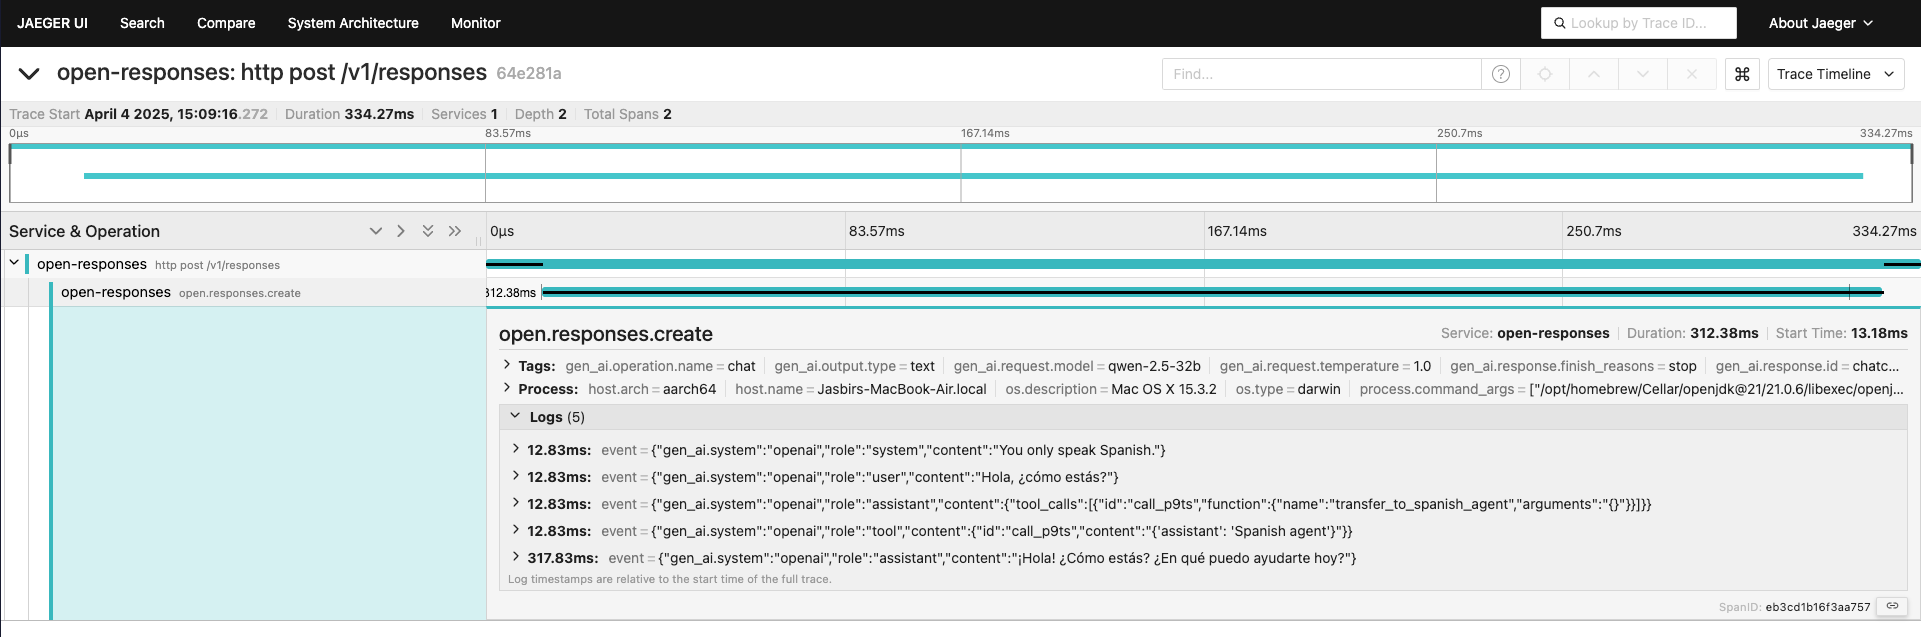 JAEGER UI Search Compare System Architecture Monitor Lookup by Trace ID... About Jaeger
open-responses: http post /v1/responses 64e281a Find... ? ⌘ Trace Timeline
Trace Start April 4 2025, 15:09:16.272 Duration 334.27ms Services 1 Depth 2 Total Spans 2
0μs 83.57ms 167.14ms 250.7ms 334.27ms
Service & Operation 0μs 83.57ms 167.14ms 250.7ms 334.27ms
open-responses http post /v1/responses
open-responses open.responses.create 312.38ms
open.responses.create Service: open-responses Duration: 312.38ms Start Time: 13.18ms
Tags: gen_ai.operation.name = chat gen_ai.output.type = text gen_ai.request.model = qwen-2.5-32b gen_ai.request.temperature = 1.0 gen_ai.response.finish_reasons = stop gen_ai.response.id = chatc...
Process: host.arch = aarch64 host.name = Jasbirs-MacBook-Air.local os.description = Mac OS X 15.3.2 os.type = darwin process.command_args = ["/opt/homebrew/Cellar/openjdk@21/21.0.6/libexec/openj...
Logs (5)
12.83ms: event = {"gen_ai.system":"openai","role":"system","content":"You only speak Spanish."}
12.83ms: event = {"gen_ai.system":"openai","role":"user","content":"Hola, ¿cómo estás?"}
12.83ms: event = {"gen_ai.system":"openai","role":"assistant","content":{"tool_calls":[{"id":"call_p9ts","function":{"name":"transfer_to_spanish_agent","arguments":"{}"}}]}}
12.83ms: event = {"gen_ai.system":"openai","role":"tool","content":{"id":"call_p9ts","content":"{'assistant': 'Spanish agent'}"}}
317.83ms: event = {"gen_ai.system":"openai","role":"assistant","content":"¡Hola! ¿Cómo estás? ¿En qué puedo ayudarte hoy?"}
Log timestamps are relative to the start time of the full trace.
SpanID: eb3cd1b16f3aa757